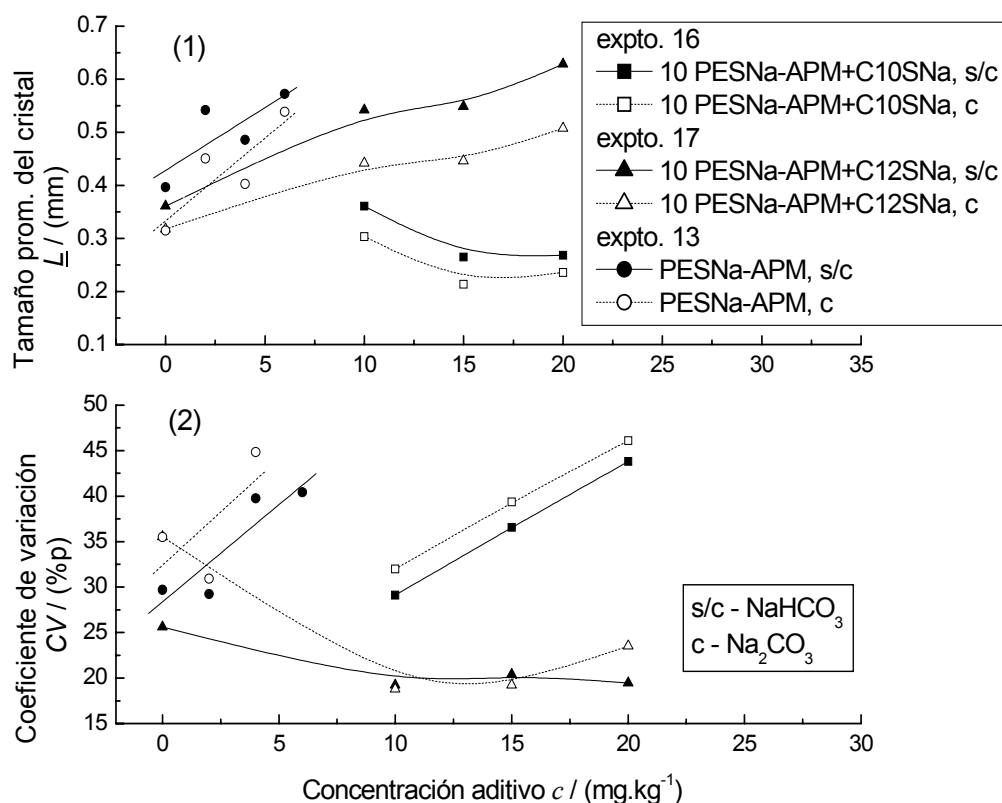 (1)
Tamaño prom. del cristal
L / (mm)
0.7
0.6
0.5
0.4
0.3
0.2
0.1
0 5 10 15 20 25 30 35
expto. 16
10 PESNa-APM+C10SNa, s/c
10 PESNa-APM+C10SNa, c
expto. 17
10 PESNa-APM+C12SNa, s/c
10 PESNa-APM+C12SNa, c
expto. 13
PESNa-APM, s/c
PESNa-APM, c
(2)
Coeficiente de variación
CV / (%p)
50
45
40
35
30
25
20
15
0 5 10 15 20 25 30
s/c - NaHCO₃
c - Na₂CO₃
Concentración aditivo c / (mg.kg⁻¹)